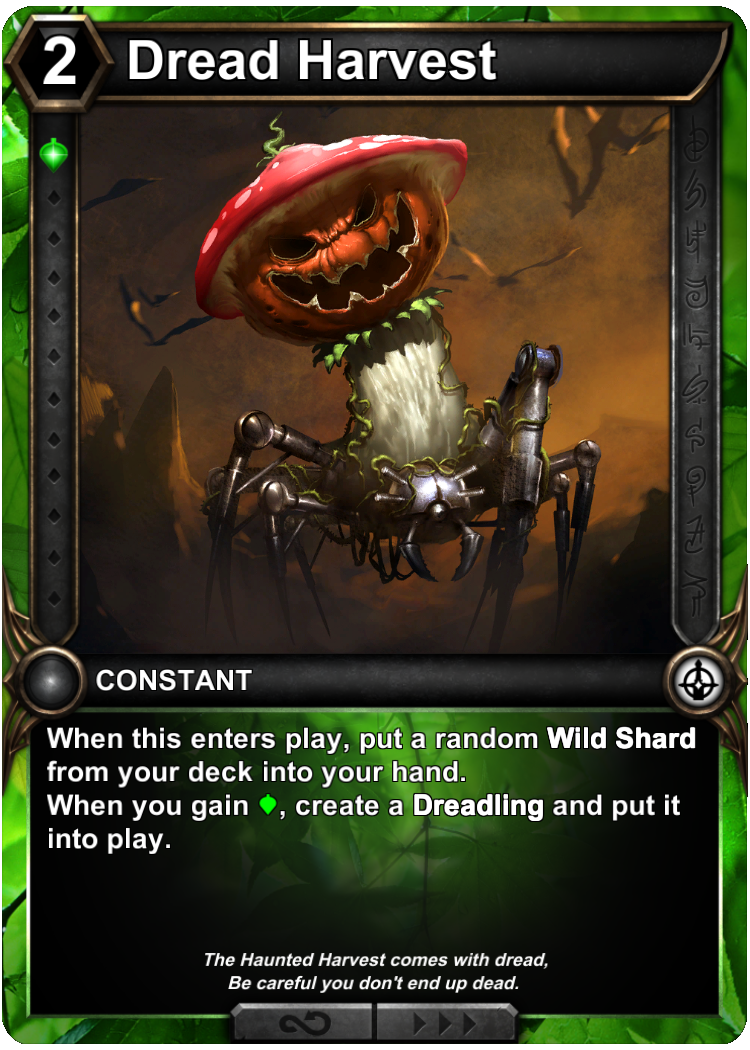 2 Dread Harvest
CONSTANT
When this enters play, put a random Wild Shard
from your deck into your hand.
When you gain , create a Dreadling and put it
into play.
The Haunted Harvest comes with dread,
Be careful you don't end up dead.